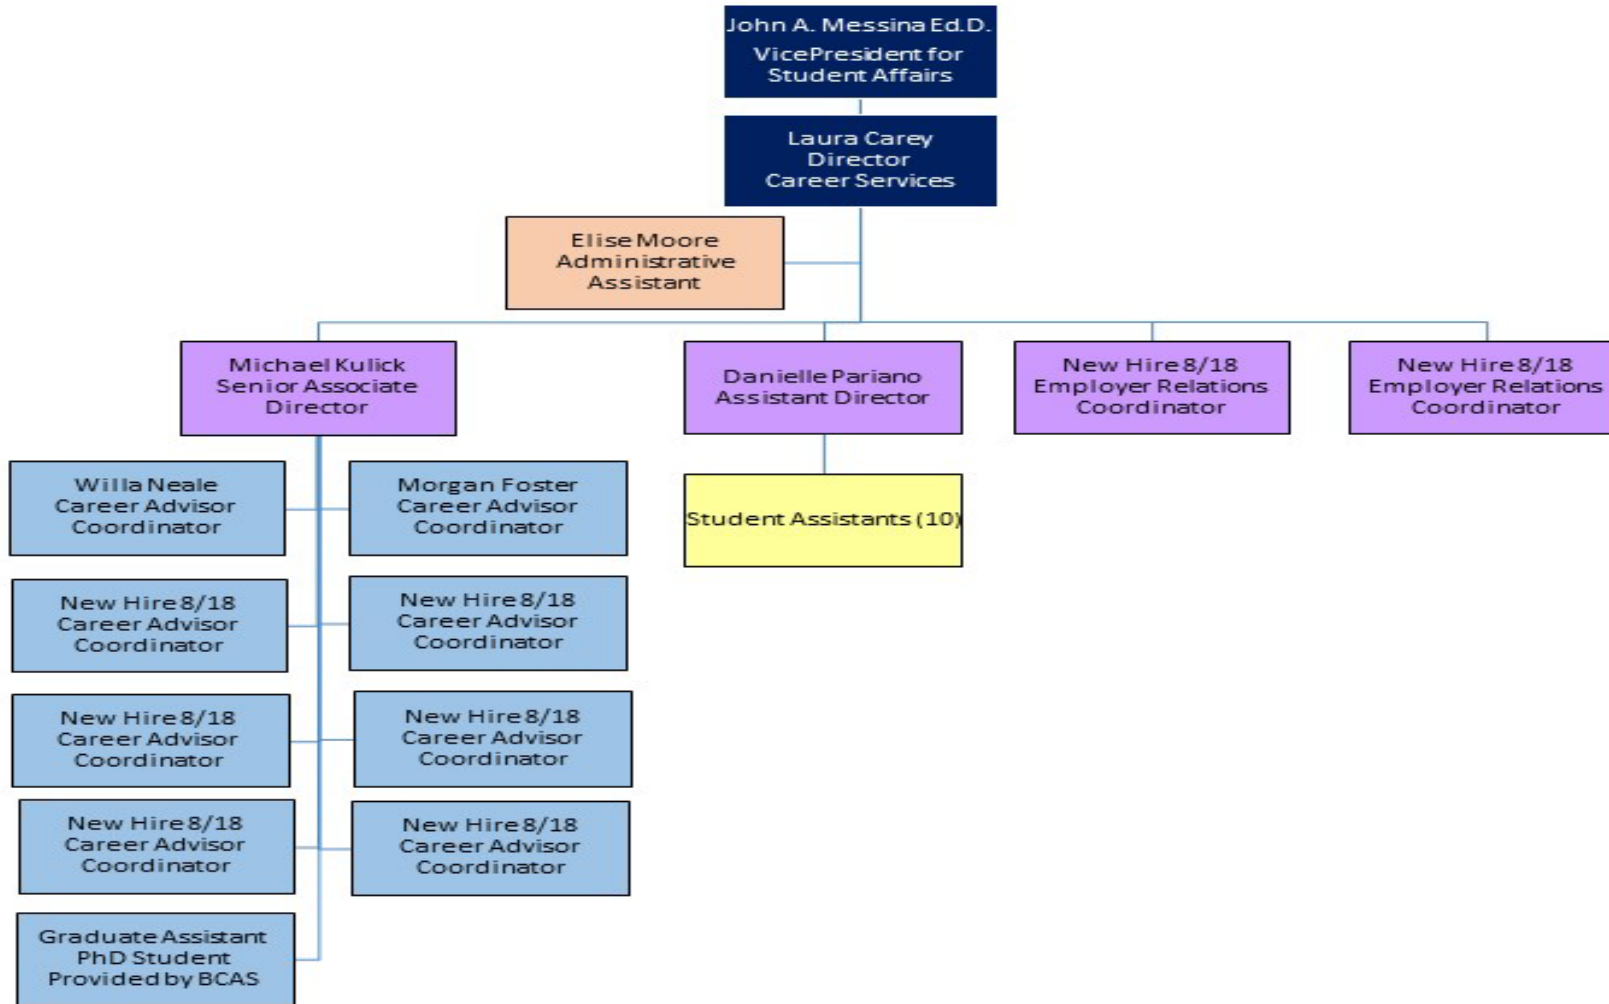 John A. Messina Ed.D.
Vice President for
Student Affairs
Laura Carey
Director
Career Services
Elise Moore
Administrative
Assistant
Michael Kulick
Senior Associate
Director
Danielle Pariano
Assistant Director
New Hire 8/18
Employer Relations
Coordinator
New Hire 8/18
Employer Relations
Coordinator
Willa Neale
Career Advisor
Coordinator
Morgan Foster
Career Advisor
Coordinator
Student Assistants (10)
New Hire 8/18
Career Advisor
Coordinator
New Hire 8/18
Career Advisor
Coordinator
New Hire 8/18
Career Advisor
Coordinator
New Hire 8/18
Career Advisor
Coordinator
New Hire 8/18
Career Advisor
Coordinator
New Hire 8/18
Career Advisor
Coordinator
Graduate Assistant
PhD Student
Provided by BCAS